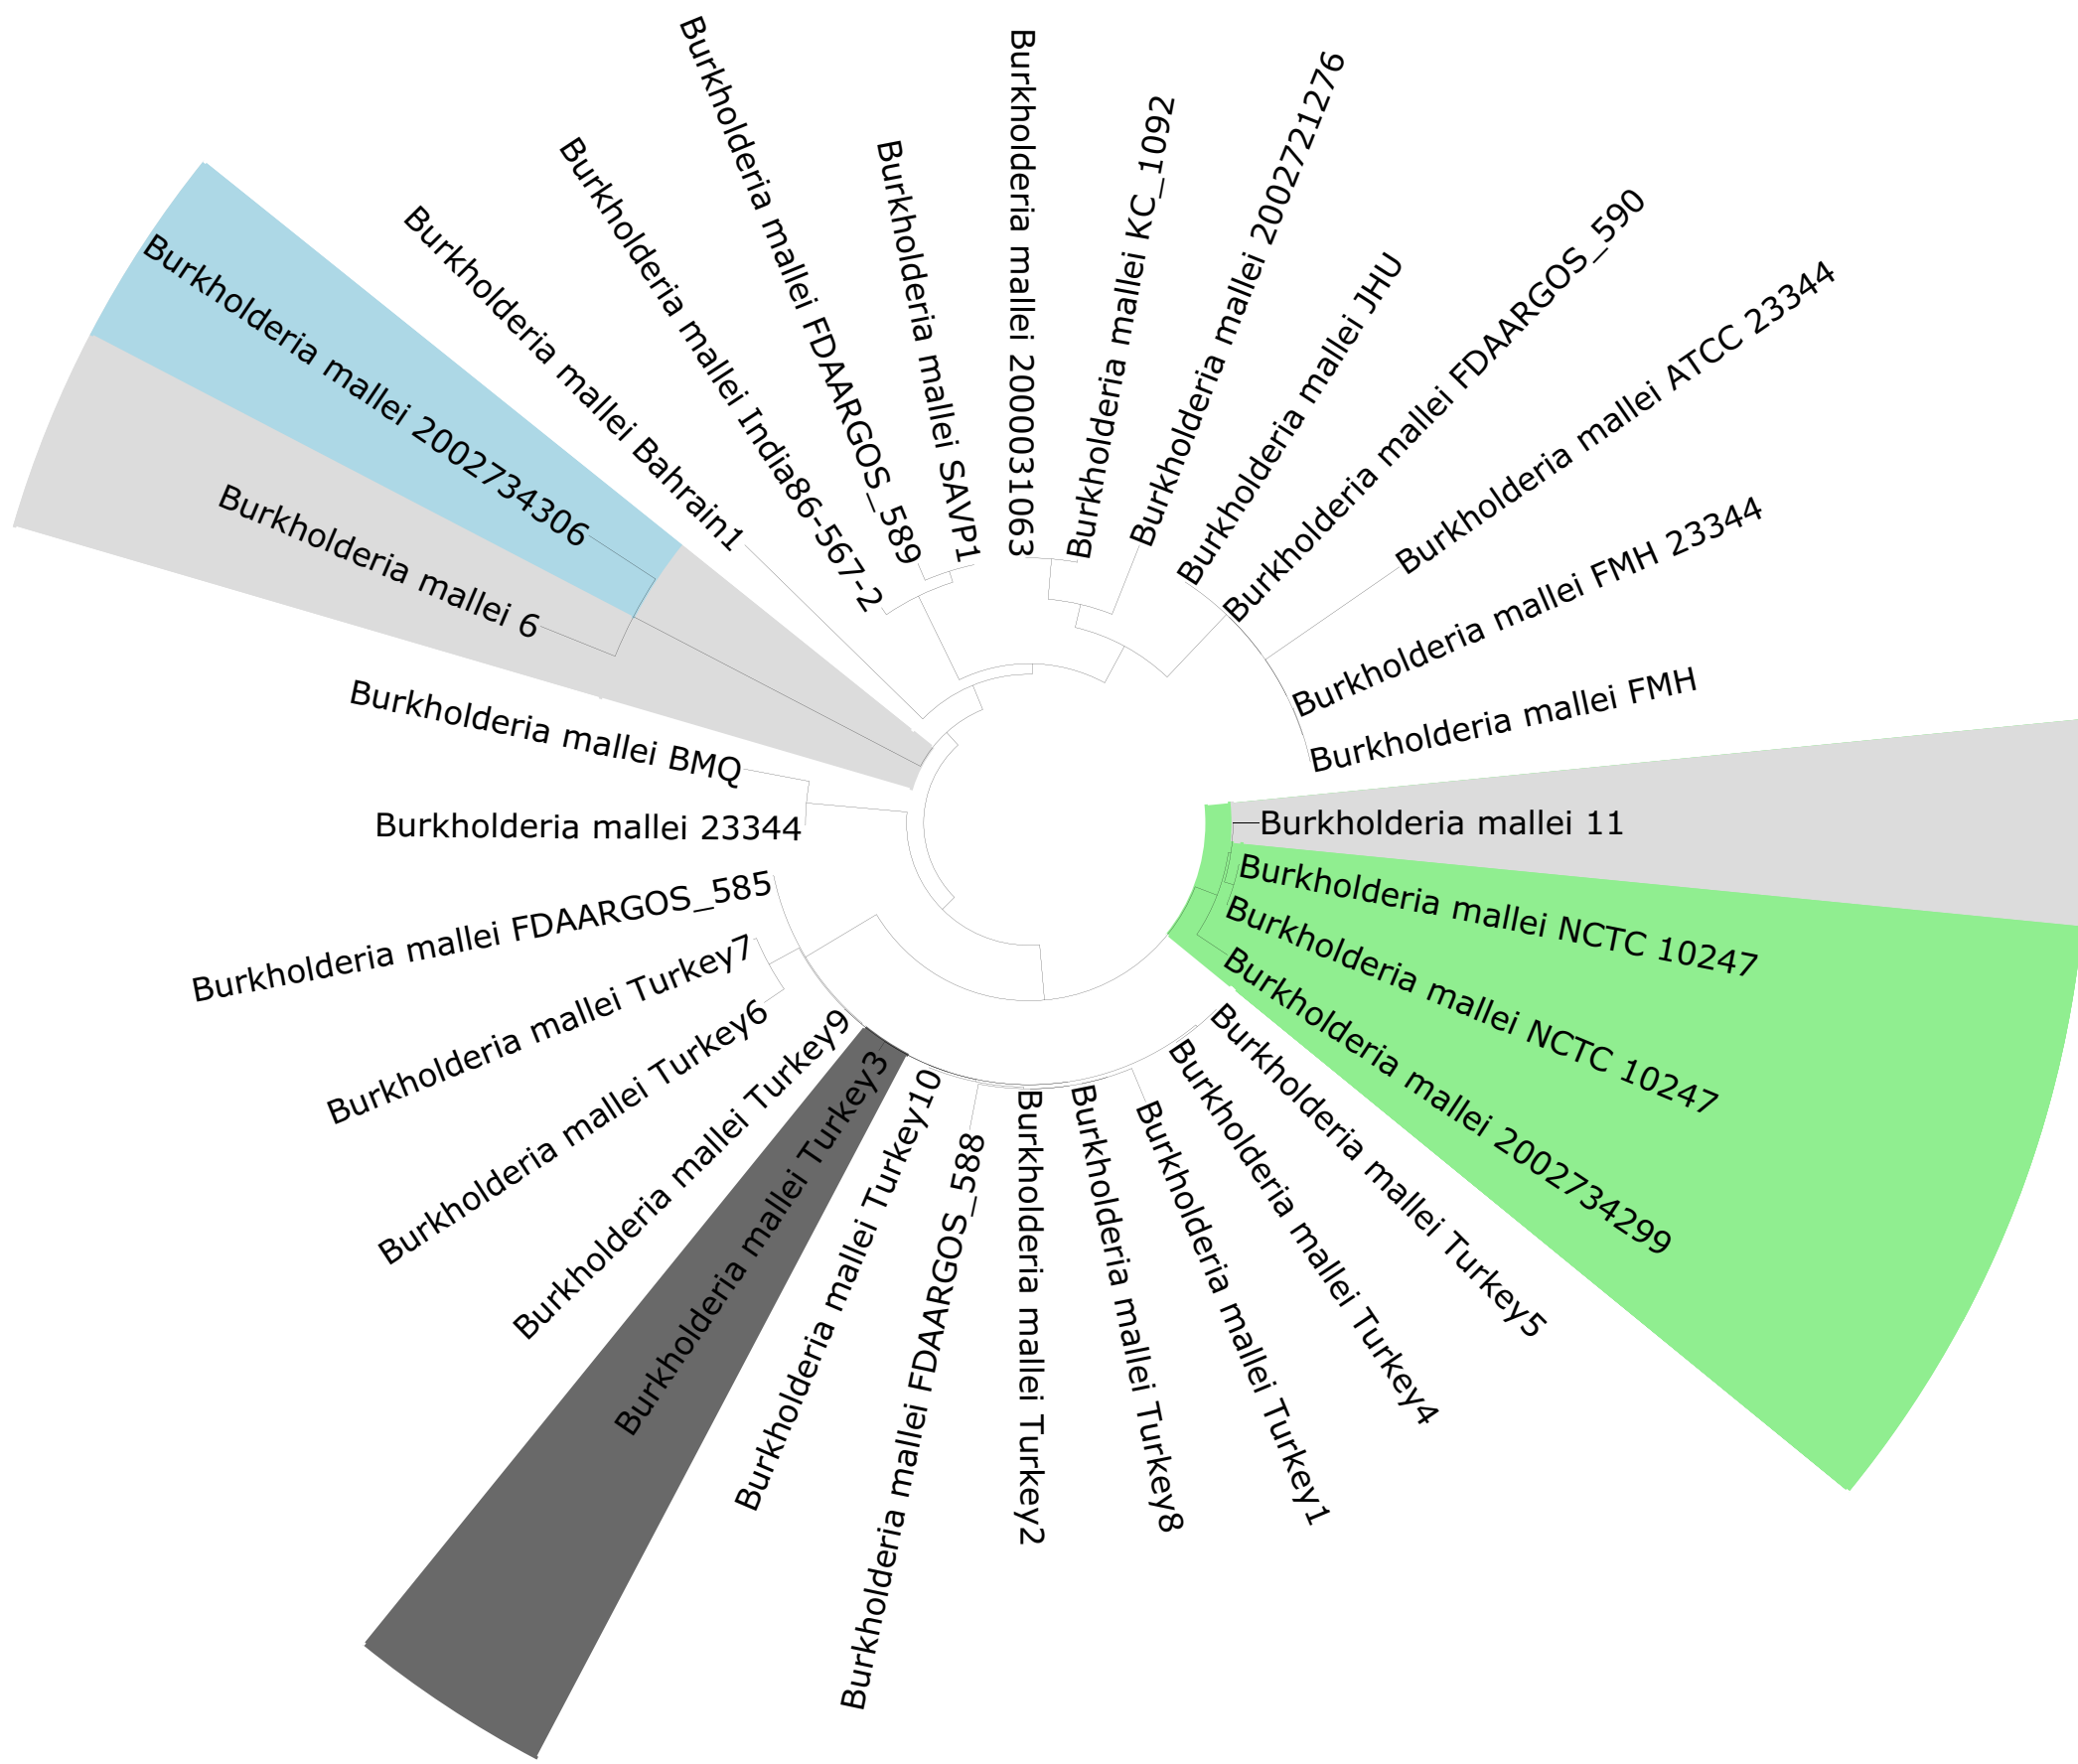 Burkholderia mallei 2000031063
Burkholderia mallei KC_1092
Burkholderia mallei 2002721276
Burkholderia mallei JHU
Burkholderia mallei FDAARGOS_590
Burkholderia mallei ATCC 23344
Burkholderia mallei FMH 23344
Burkholderia mallei FMH
Burkholderia mallei 11
Burkholderia mallei NCTC 10247
Burkholderia mallei NCTC 10247
Burkholderia mallei 2002734299
Burkholderia mallei Turkey5
Burkholderia mallei Turkey4
Burkholderia mallei Turkey1
Burkholderia mallei Turkey8
Burkholderia mallei Turkey2
Burkholderia mallei FDAARGOS_588
Burkholderia mallei Turkey10
Burkholderia mallei Turkey3
Burkholderia mallei Turkey9
Burkholderia mallei Turkey6
Burkholderia mallei Turkey7
Burkholderia mallei FDAARGOS_585
Burkholderia mallei 23344
Burkholderia mallei BMQ
Burkholderia mallei 6
Burkholderia mallei 2002734306
Burkholderia mallei Bahrain1
Burkholderia mallei India86-567-2
Burkholderia mallei FDAARGOS_589
Burkholderia mallei SAVP1